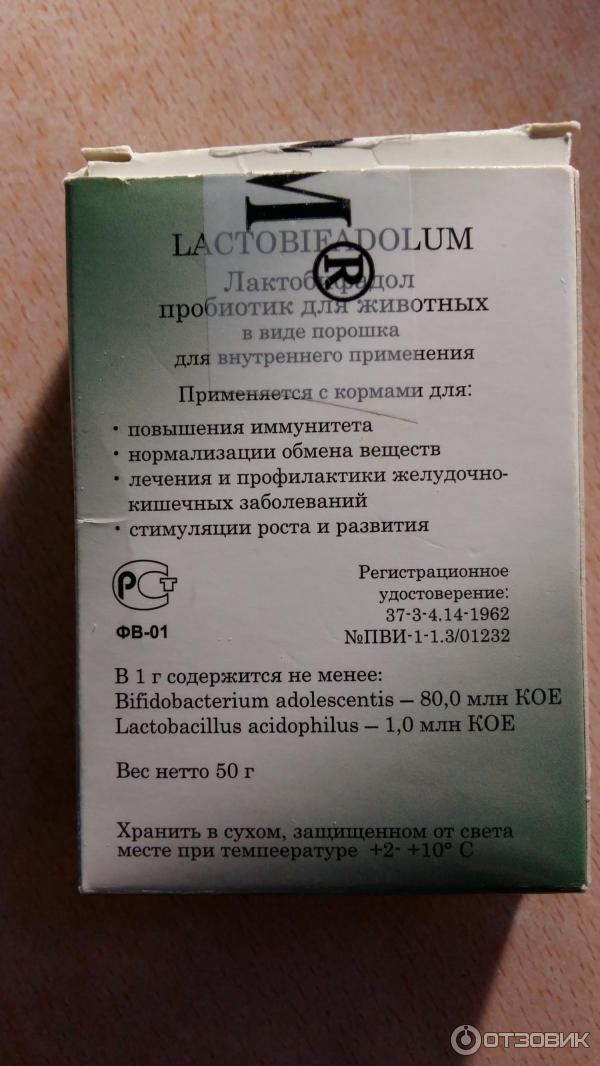 M®
LACTOBIFADOLUM
Лактобифадол
пробиотик для животных
в виде порошка
для внутреннего применения
Применяется с кормами для:
• повышения иммунитета
• нормализации обмена веществ
• лечения и профилактики желудочно-
кишечных заболеваний
• стимуляции роста и развития
РСТ
ФВ-01
Регистрационное
удостоверение:
37-3-4.14-1962
№ПВИ-1-1.3/01232
В 1 г содержится не менее:
Bifidobacterium adolescentis – 80,0 млн КОЕ
Lactobacillus acidophilus – 1,0 млн КОЕ
Вес нетто 50 г
Хранить в сухом, защищенном от света
месте при темпеературе +2- +10° С
ОТЗОВИК